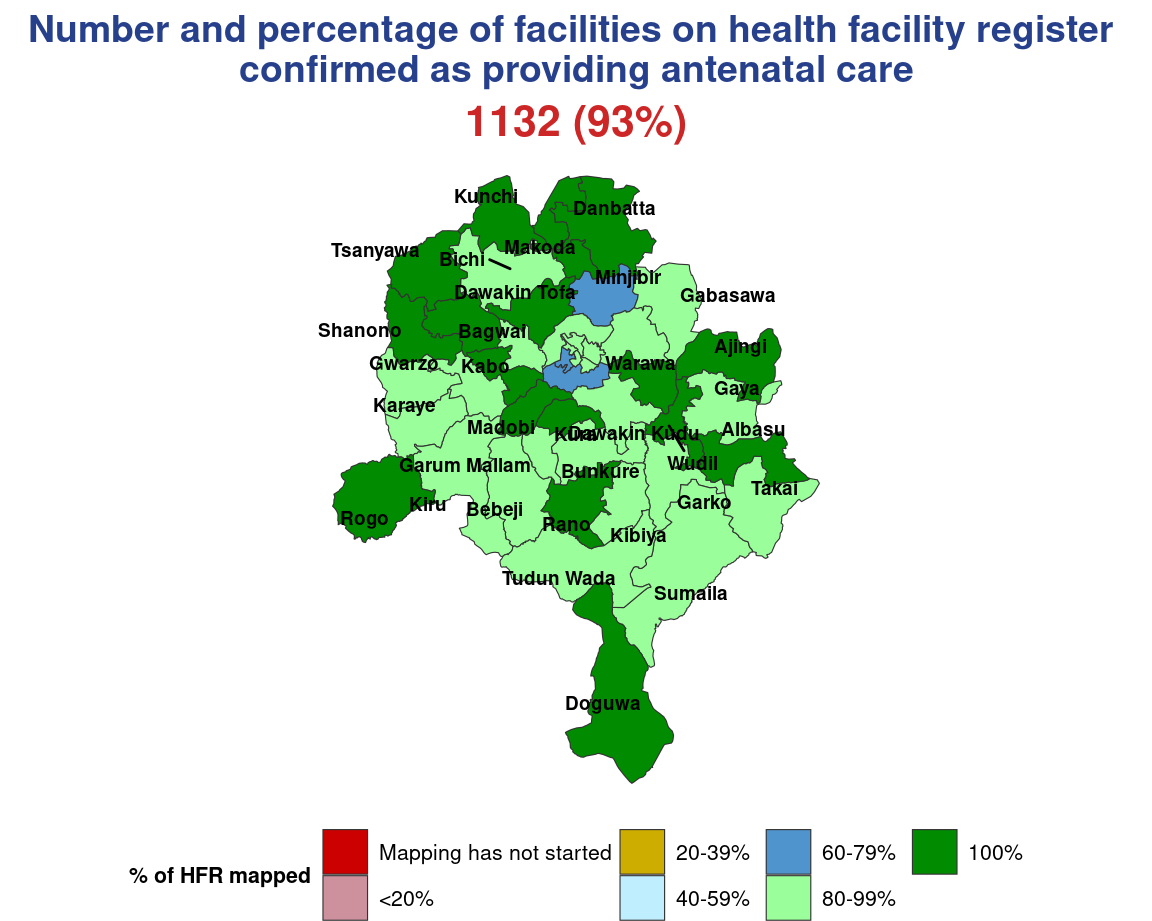 Number and percentage of facilities on health facility register
confirmed as providing antenatal care
1132 (93%)
Kunchi
Danbatta
Tsanyawa
Makoda
Bichi
Minjibir
Dawakin Tofa
Gabasawa
Shanono
Bagwai
Ajingi
Gwarzo
Kabo
Warawa
Gaya
Karaye
Madobi
Kura
Dawakin Kudu
Albasu
Garum Mallam
Bunkure
Wudil
Takai
Kiru
Bebeji
Garko
Rogo
Rano
Kibiya
Tudun Wada
Sumaila
Doguwa
% of HFR mapped
Mapping has not started
20-39%
60-79%
100%
<20%
40-59%
80-99%